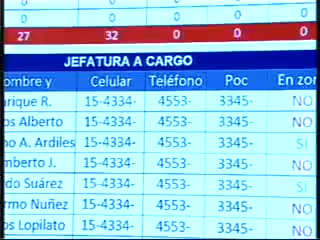 0 0 0 0 0
27 32 0 0 0
JEFATURA A CARGO
ombre y Celular Teléfono Poc En zon
nrique R. 15-4334- 4553- 3345- NO
os Alberto 15-4334- 4553- 3345- NO
no A. Ardiles 15-4334- 4553- 3345- SI
mberto J. 15-4334- 4553- 3345- NO
rdo Suárez 15-4334- 4553- 3345- SI
ermo Nuñez 15-4334- 4553- 3345- NO
os Lopilato 15-4334- 4553- 3345- NO